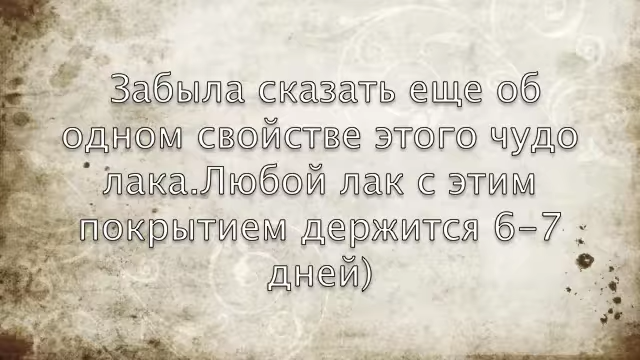 Забыла сказать еще об
одном свойстве этого чудо
лака.Любой лак с этим
покрытием держится 6-7
дней)